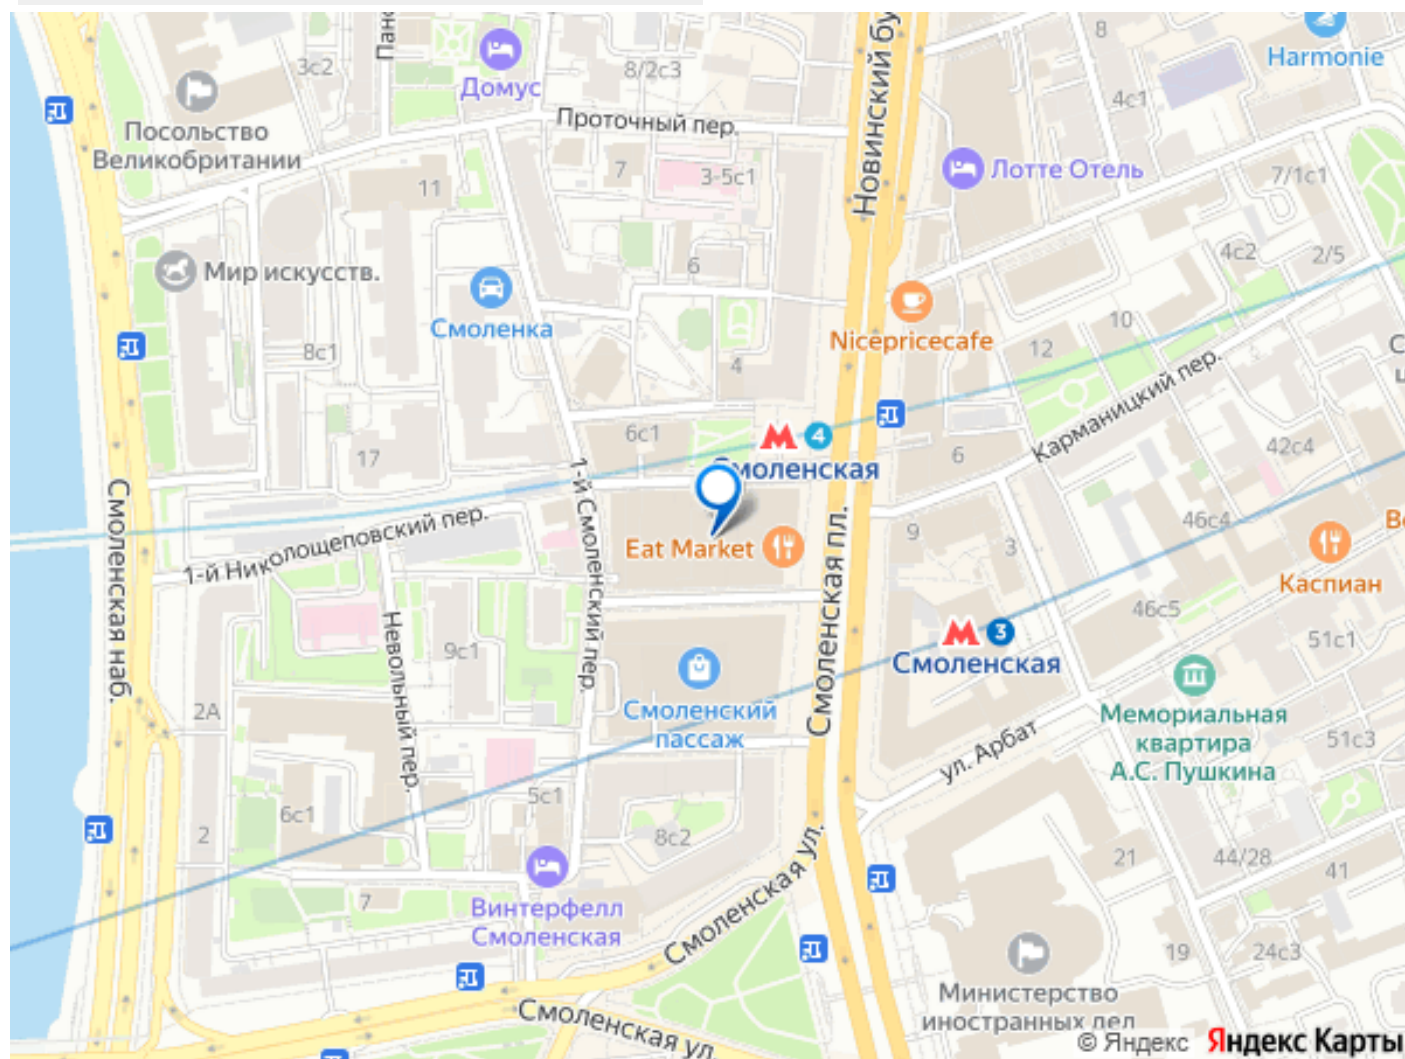 Новинский бу
Пано
8
Harmonie
3с2
8/2с3
Домус
4с1
Посольство
Великобритании
Проточный пер.
Лотте Отель
7
3-5с1
7/1с1
11
4с2
2/5
Мир искусств.
6
Смоленка
Nicepricecafe
10
12
8с1
4
С
ц
Карманицкий пер.
6с1
4
Смоленская
17
6
42с4
Смоленская наб.
1-й Николощеповский пер.
1-й Смоленский пер.
Eat Market
Смоленская пл.
9
3
46с4
Ве
Каспиан
Невольный пер.
9с1
3
Смоленская
46с5
51с1
2А
Смоленский
пассаж
Мемориальная
квартира
А.С. Пушкина
51с3
ул. Арбат
5с1
6с1
2
8с2
21
44/28
41
7
Винтерфелл
Смоленская
Смоленская ул.
19
24с3
Министерство
иностранных дел
Смоленская ул.
© Яндекс Яндекс Карты